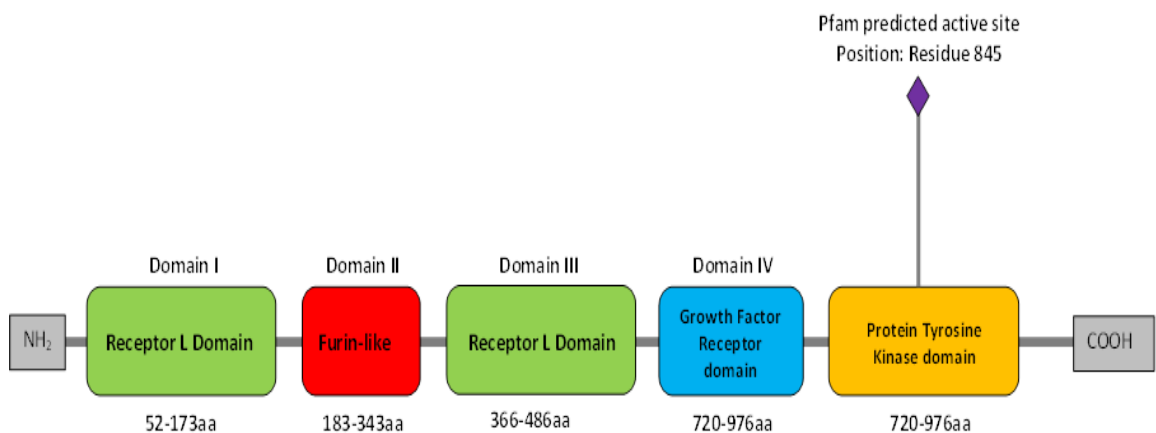 Pfam predicted active site
Position: Residue 845
Domain I
Domain II
Domain III
Domain IV
NH₂
Receptor L Domain
Furin-like
Receptor L Domain
Growth Factor
Receptor
domain
Protein Tyrosine
Kinase domain
COOH
52-173aa
183-343aa
366-486aa
720-976aa
720-976aa